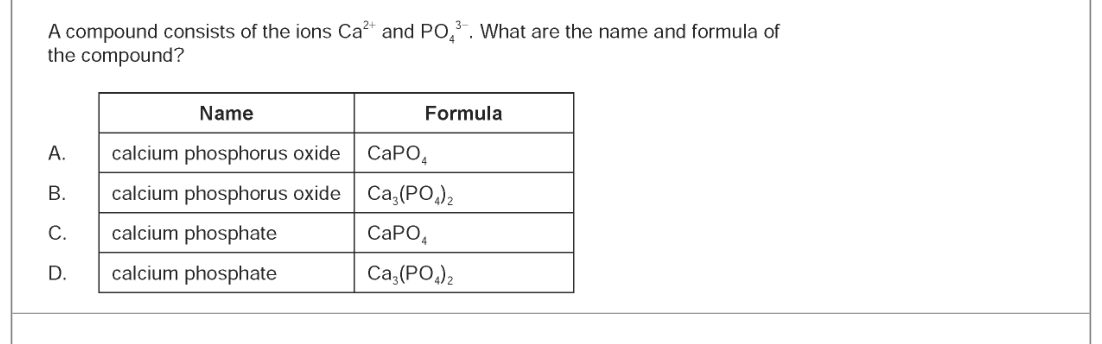 A compound consists of the ions Ca²⁺ and PO₄³⁻. What are the name and formula of
the compound?
Name Formula
A. calcium phosphorus oxide CaPO₄
B. calcium phosphorus oxide Ca₃(PO₄)₂
C. calcium phosphate CaPO₄
D. calcium phosphate Ca₃(PO₄)₂